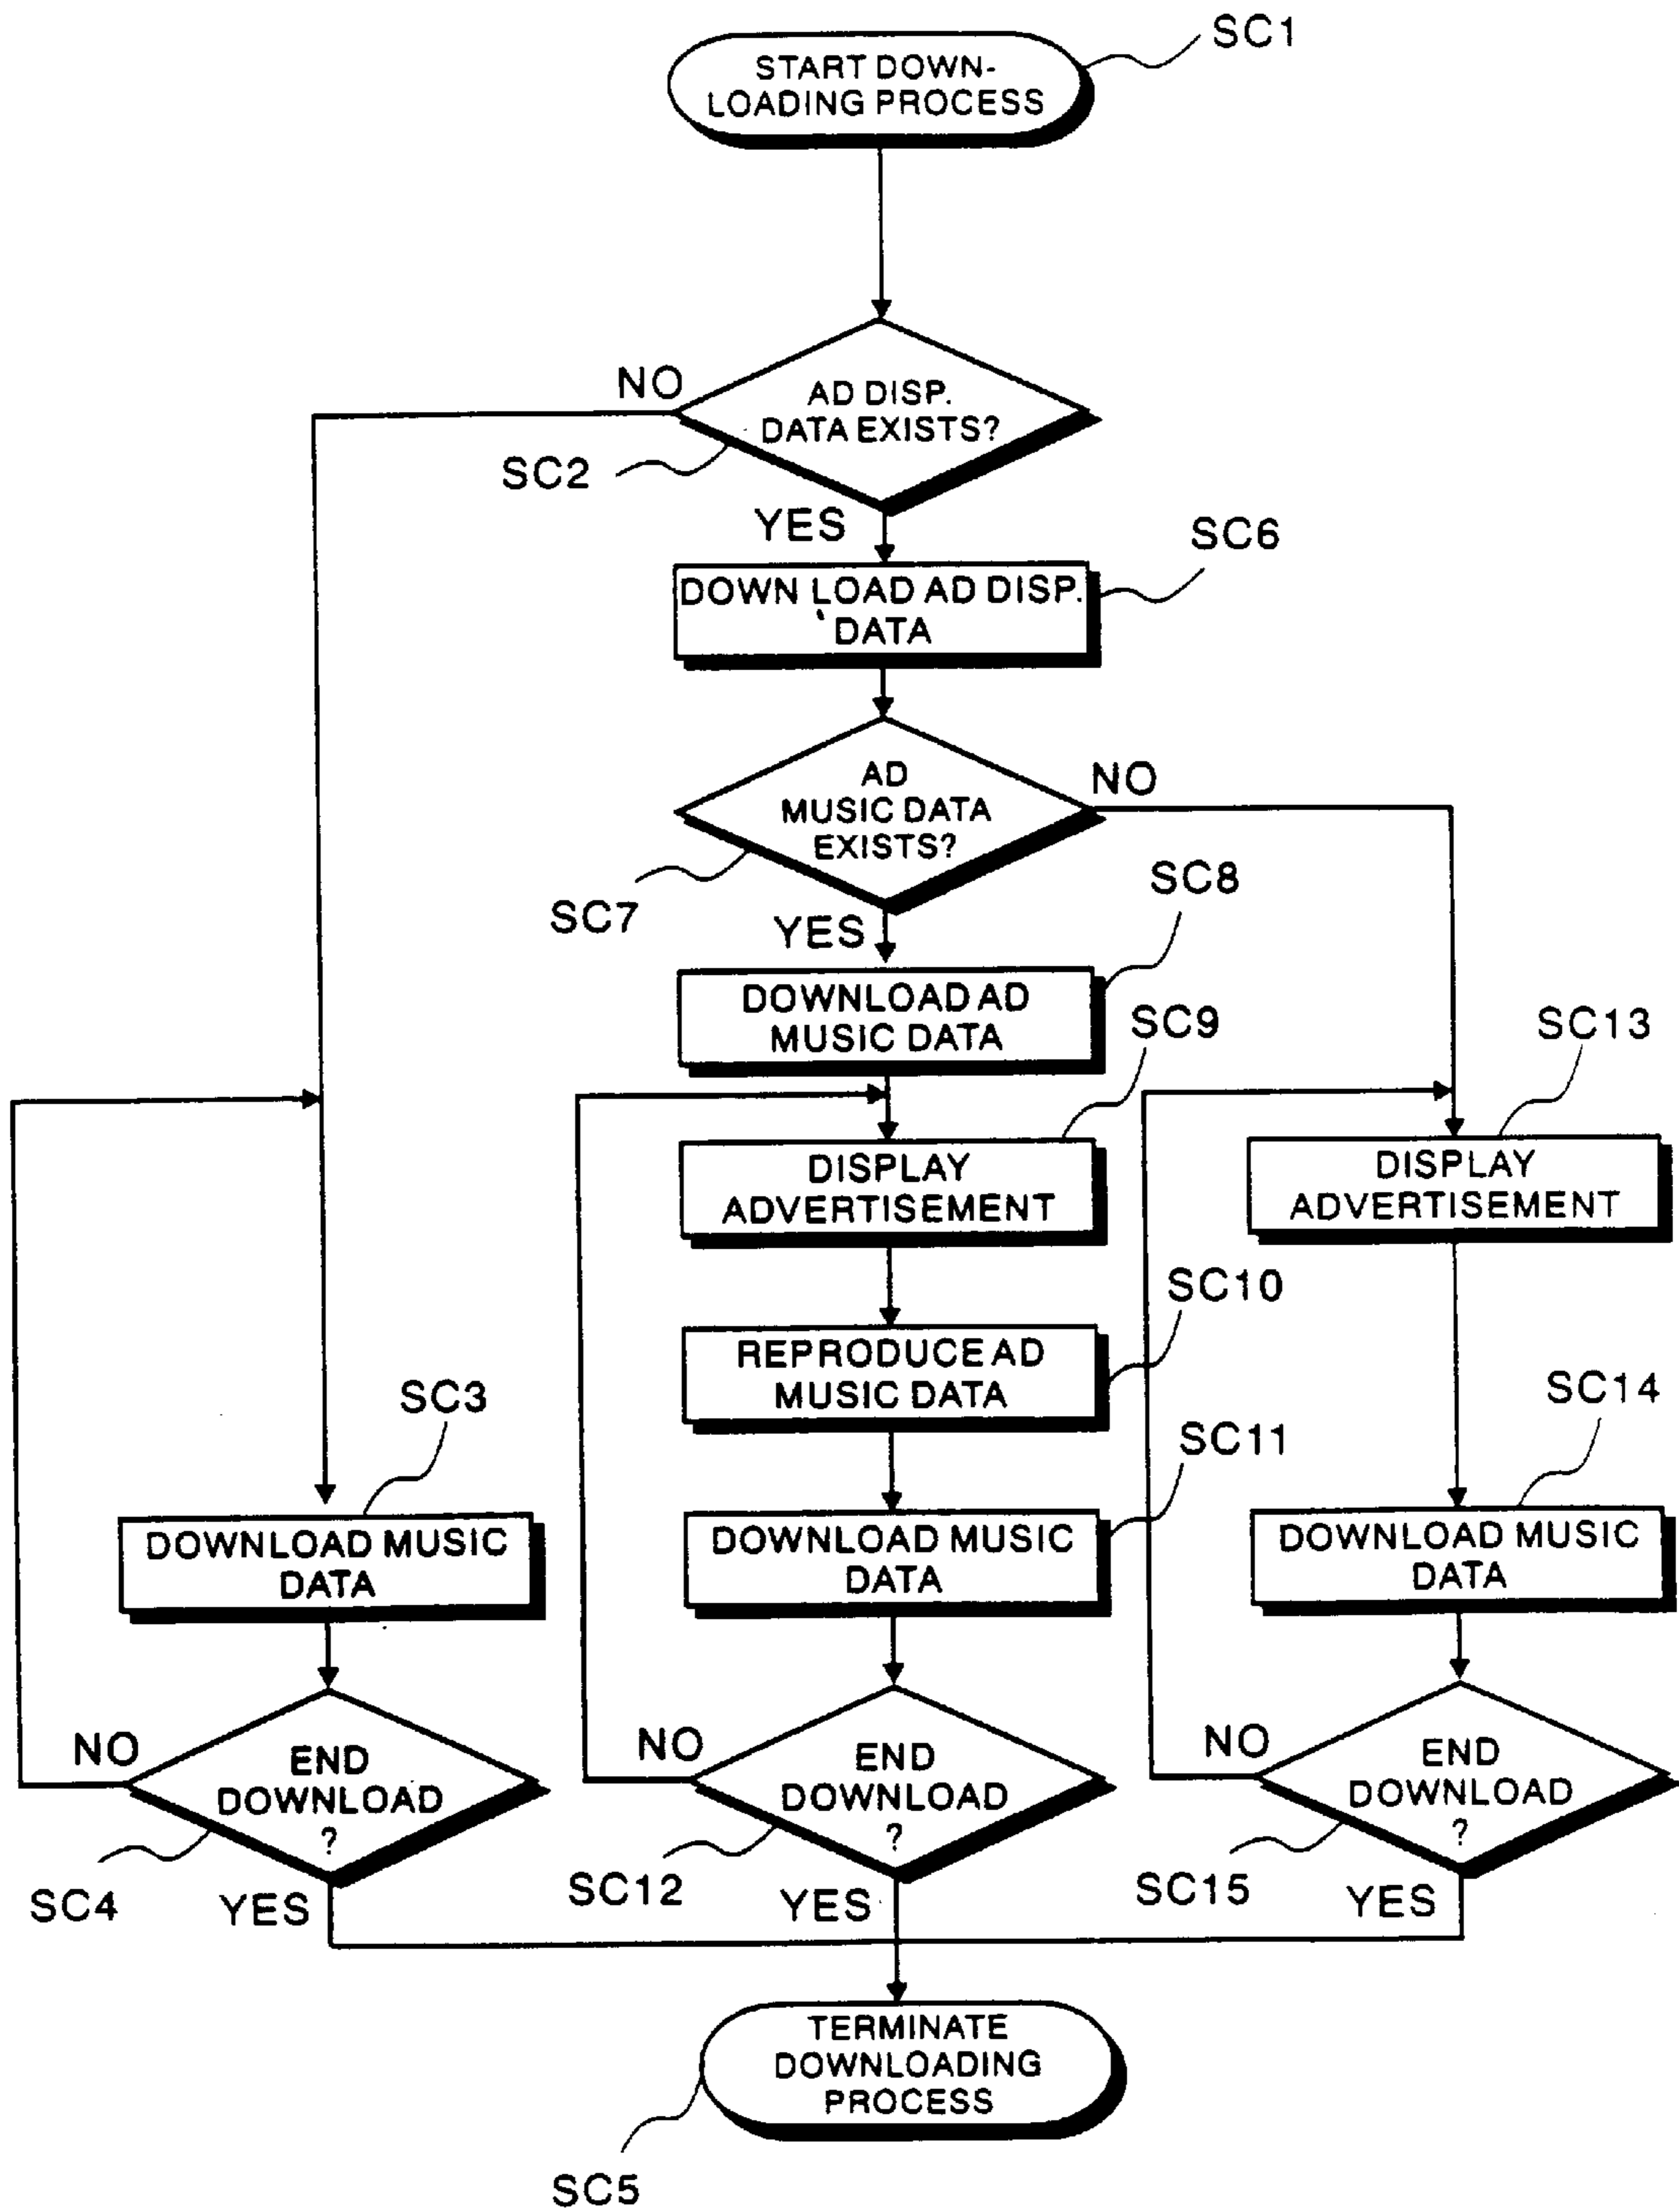 SC1
START DOWN-
LOADING PROCESS
NO
AD DISP.
DATA EXISTS?
SC2
YES
SC6
DOWN LOAD AD DISP.
DATA
AD
MUSIC DATA
EXISTS?
NO
SC7
YES
SC8
DOWNLOAD AD
MUSIC DATA
SC9
SC13
DISPLAY
ADVERTISEMENT
DISPLAY
ADVERTISEMENT
SC10
REPRODUCE AD
MUSIC DATA
SC3
SC11
SC14
DOWNLOAD MUSIC
DATA
DOWNLOAD MUSIC
DATA
DOWNLOAD MUSIC
DATA
NO
END
DOWNLOAD
?
NO
END
DOWNLOAD
?
NO
END
DOWNLOAD
?
SC4
YES
SC12
YES
SC15
YES
TERMINATE
DOWNLOADING
PROCESS
SC5